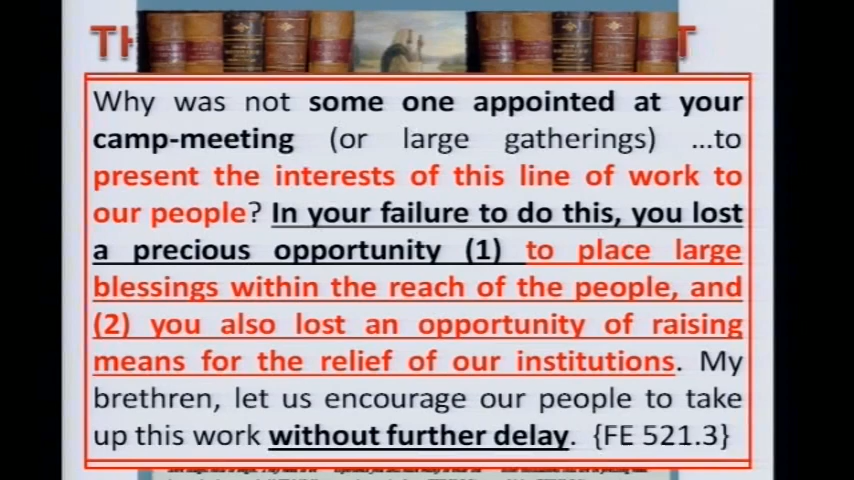 Why was not some one appointed at your
camp-meeting (or large gatherings) ...to
present the interests of this line of work to
our people? In your failure to do this, you lost
a precious opportunity (1) to place large
blessings within the reach of the people, and
(2) you also lost an opportunity of raising
means for the relief of our institutions. My
brethren, let us encourage our people to take
up this work without further delay. {FE 521.3}